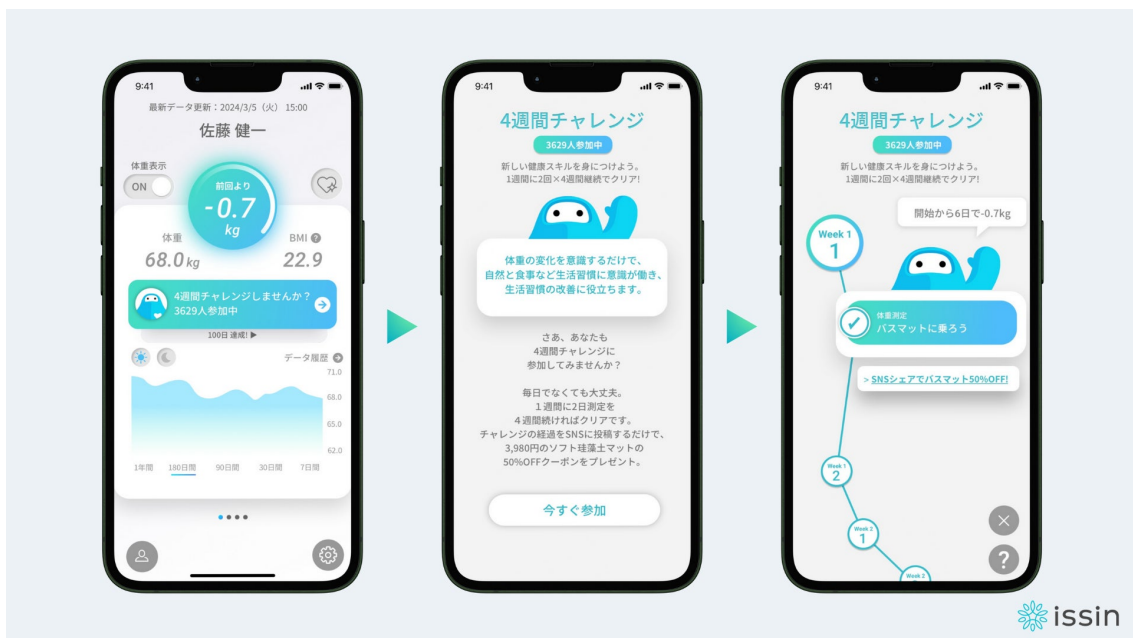 9:41
最新データ更新：2024/3/5（火） 15:00
佐藤 健一
体重表示
ON
前回より
-0.7
kg
体重
68.0 kg
BMI ?
22.9
4週間チャレンジしませんか？
3629人参加中
100日 達成! ▶
データ履歴
71.0
68.0
65.0
62.0
1年間 180日間 90日間 30日間 7日間
9:41
4週間チャレンジ
3629人参加中
新しい健康スキルを身につけよう。
1週間に2回×4週間継続でクリア!
体重の変化を意識するだけで、
自然と食事など生活習慣に意識が働き、
生活習慣の改善に役立ちます。
さあ、あなたも
4週間チャレンジに
参加してみませんか？
毎日でなくても大丈夫。
１週間に2日測定を
４週間続ければクリアです。
チャレンジの経過をSNSに投稿するだけで、
3,980円のソフト珪藻土マットの
50%OFFクーポンをプレゼント。
今すぐ参加
9:41
4週間チャレンジ
3629人参加中
新しい健康スキルを身につけよう。
1週間に2回×4週間継続でクリア!
開始から6日で-0.7kg
Week 1
1
体重測定
バスマットに乗ろう
> SNSシェアでバスマット50%OFF!
Week 1
2
Week 2
1
Week 2
?
issin